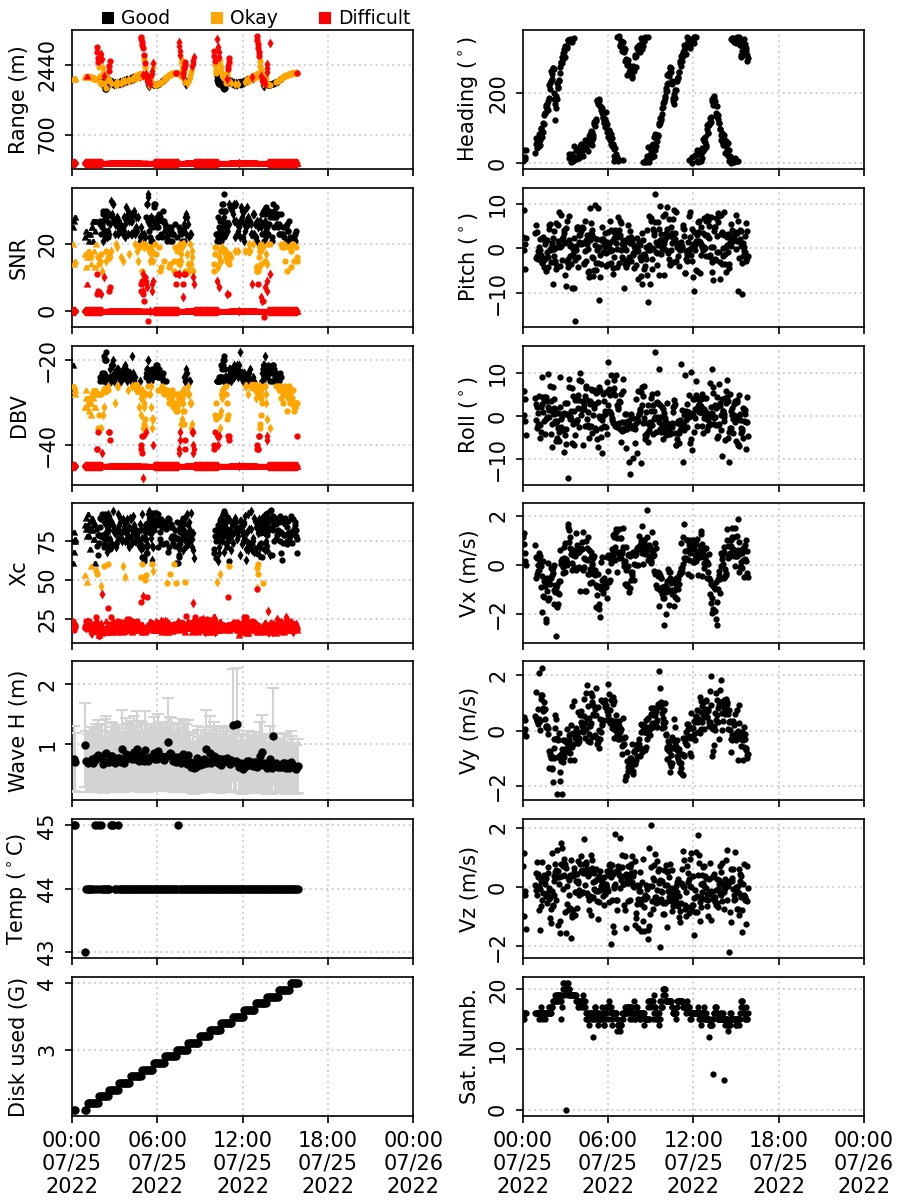 Good Okay Difficult
Range (m)
2440
700
Heading (°)
200
0
SNR
20
0
Pitch (°)
10
0
−10
DBV
−20
−40
Roll (°)
10
0
−10
Xc
75
50
25
Vx (m/s)
2
0
−2
Wave H (m)
2
1
Vy (m/s)
2
0
−2
Temp (°C)
45
44
43
Vz (m/s)
2
0
−2
Disk used (G)
4
3
Sat. Numb.
20
10
0
00:00 06:00 12:00 18:00 00:00
07/25 07/25 07/25 07/25 07/26
2022 2022 2022 2022 2022
00:00 06:00 12:00 18:00 00:00
07/25 07/25 07/25 07/25 07/26
2022 2022 2022 2022 2022